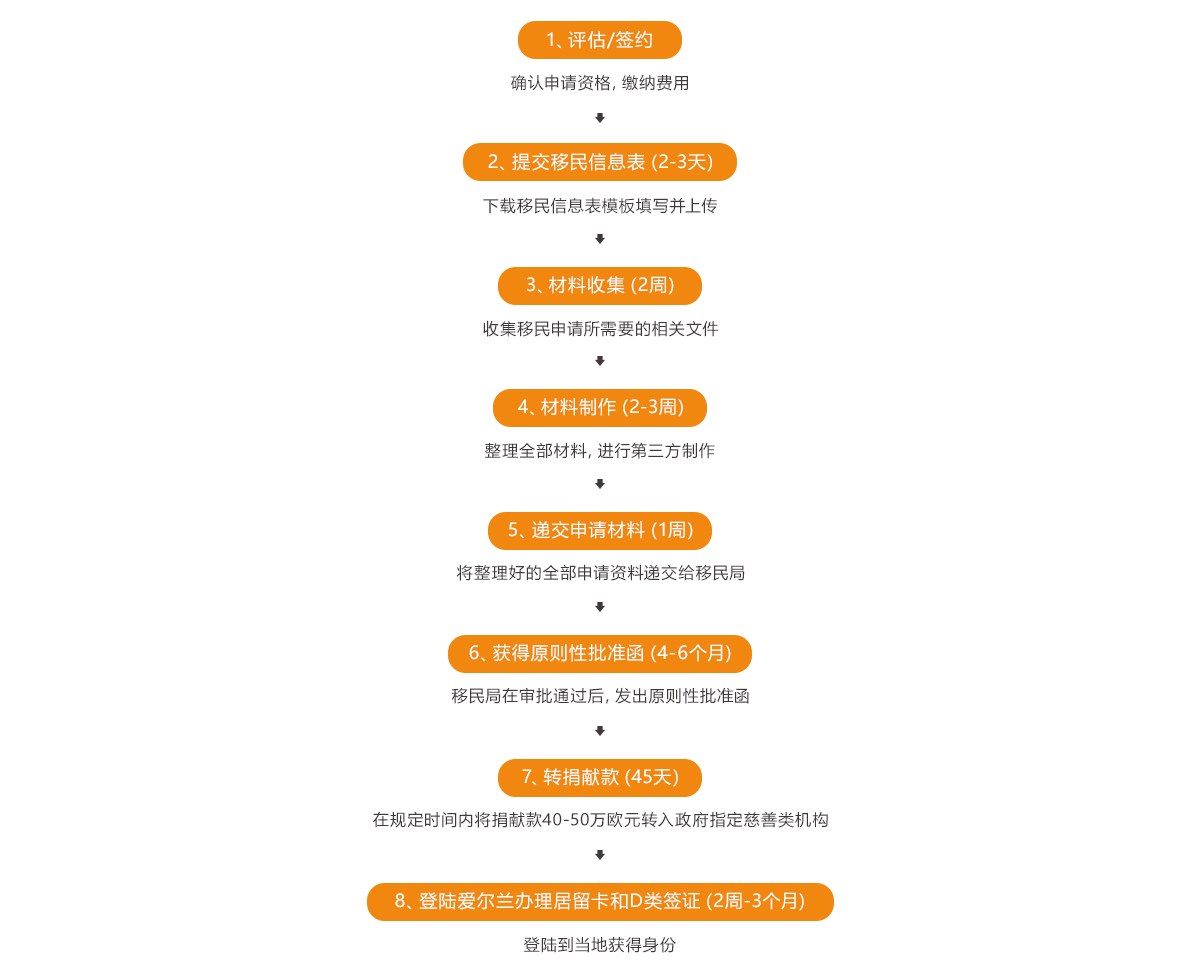 1、评估/签约
确认申请资格, 缴纳费用
2、提交移民信息表 (2-3天)
下载移民信息表模板填写并上传
3、材料收集 (2周)
收集移民申请所需要的相关文件
4、材料制作 (2-3周)
整理全部材料, 进行第三方制作
5、递交申请材料 (1周)
将整理好的全部申请资料递交给移民局
6、获得原则性批准函 (4-6个月)
移民局在审批通过后, 发出原则性批准函
7、转捐献款 (45天)
在规定时间内将捐献款40-50万欧元转入政府指定慈善类机构
8、登陆爱尔兰办理居留卡和D类签证 (2周-3个月)
登陆到当地获得身份